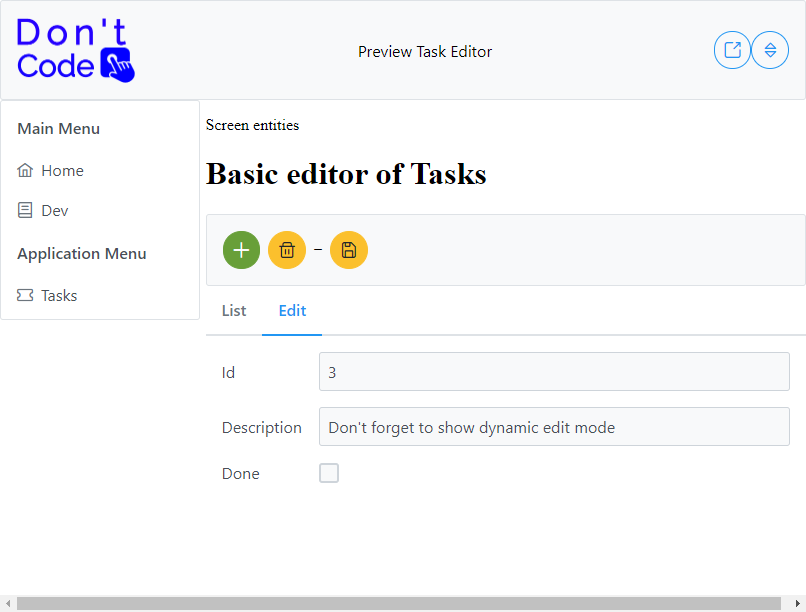 Don't
Code
Preview Task Editor
Main Menu
Home
Dev
Application Menu
Tasks
Screen entities
Basic editor of Tasks
–
List Edit
Id 3
Description Don't forget to show dynamic edit mode
Done